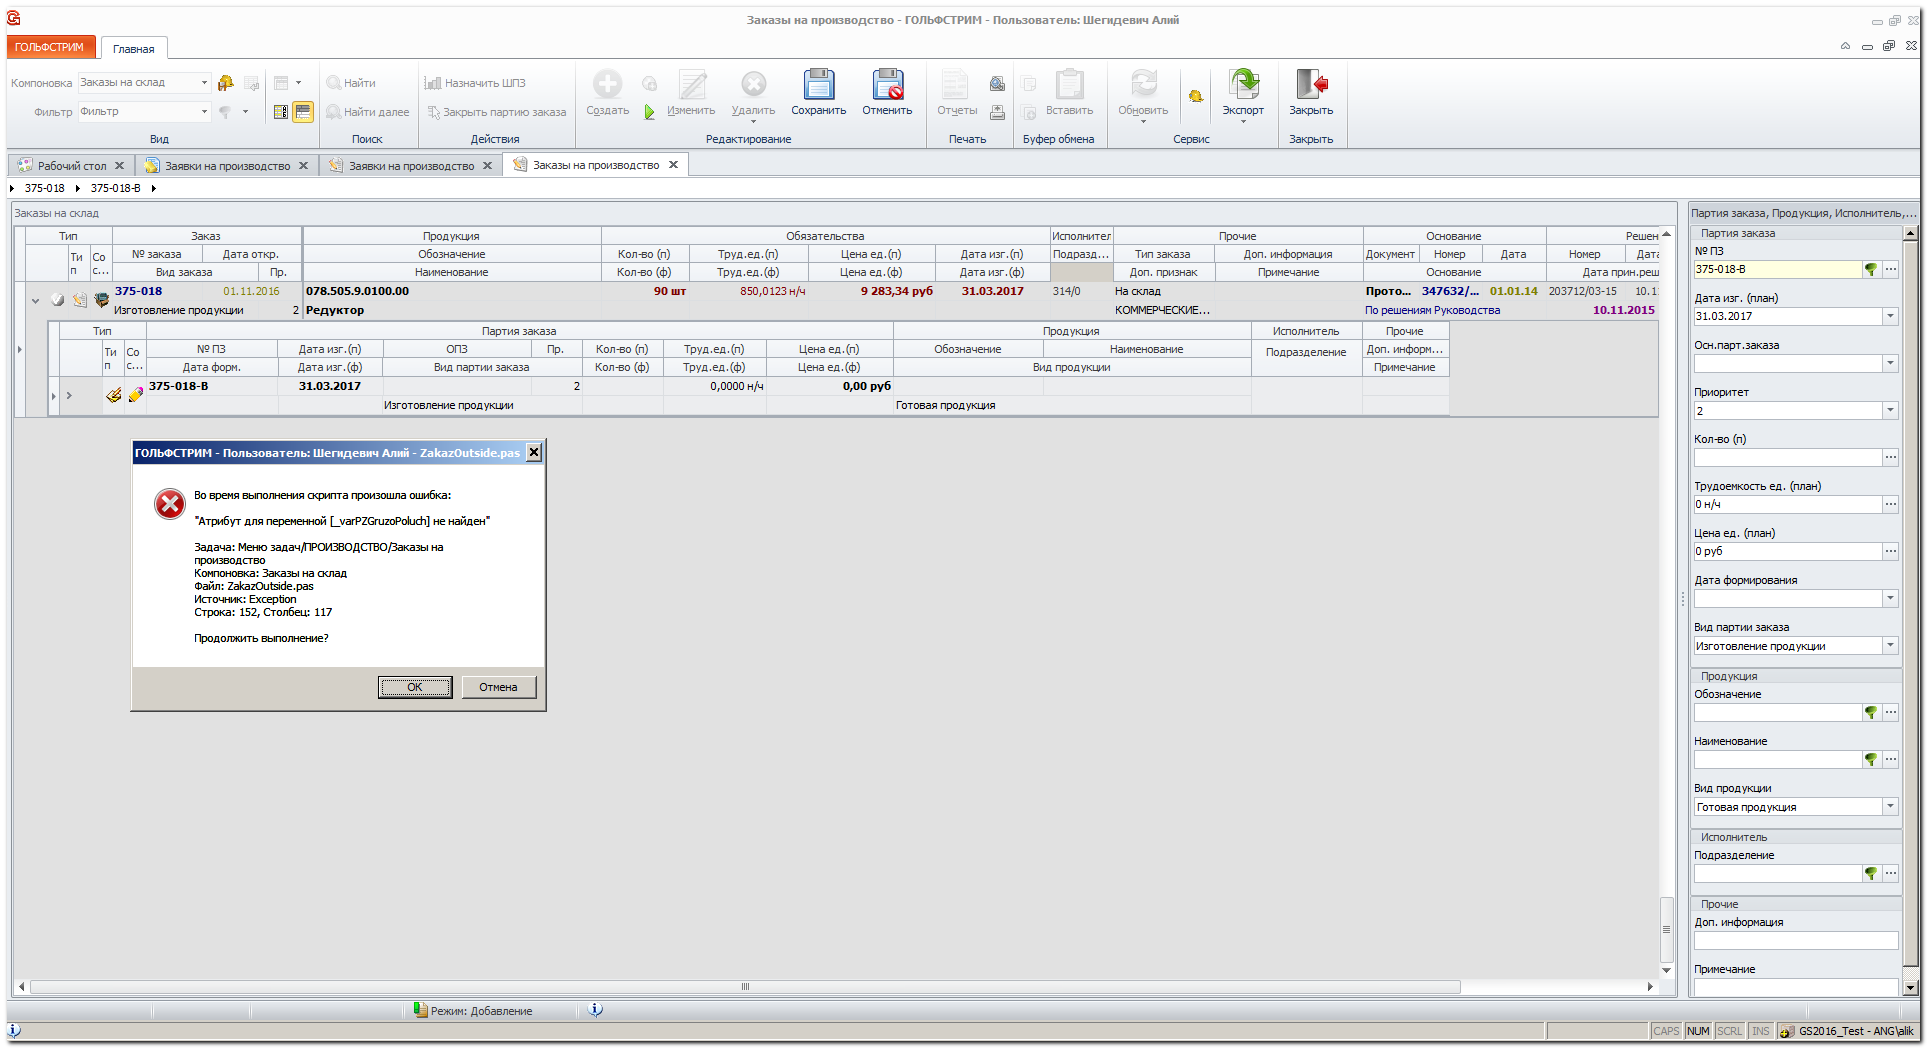 Заказы на производство - ГОЛЬФСТРИМ - Пользователь: Шегидевич Алий
ГОЛЬФСТРИМ Главная
Компоновка Заказы на склад Найти Назначить ШПЗ
Фильтр Фильтр Найти далее Закрыть партию заказа
Создать Изменить Удалить Сохранить Отменить Отчеты Вставить Обновить Экспорт Закрыть
Вид Поиск Действия Редактирование Печать Буфер обмена Сервис Закрыть
Рабочий стол Заявки на производство Заявки на производство Заказы на производство
375-018 375-018-В
Заказы на склад
Тип Заказ Продукция Обязательства Исполнител Прочие Основание Решен
Ти п Со с... № заказа Дата откр. Обозначение Кол-во (п) Труд.ед.(п) Цена ед.(п) Дата изг.(п) Подразд... Тип заказа Доп. информация Документ Номер Дата Номер Дата
Вид заказа Пр. Наименование Кол-во (ф) Труд.ед.(ф) Цена ед.(ф) Дата изг.(ф) Доп. признак Примечание Основание Дата прин.реш
375-018 01.11.2016 078.505.9.0100.00 90 шт 850,0123 н/ч 9 283,34 руб 31.03.2017 314/0 На склад Прото... 347632/... 01.01.14 203712/03-15 10.1
Изготовление продукции 2 Редуктор КОММЕРЧЕСКИЕ... По решениям Руководства 10.11.2015
Тип Партия заказа Продукция Исполнитель Прочие
Ти п Со с... № ПЗ Дата изг.(п) ОПЗ Пр. Кол-во (п) Труд.ед.(п) Цена ед.(п) Обозначение Наименование Подразделение Доп. информ...
Дата форм. Дата изг.(ф) Вид партии заказа Кол-во (ф) Труд.ед.(ф) Цена ед.(ф) Вид продукции Примечание
375-018-В 31.03.2017 2 0,0000 н/ч 0,00 руб
Изготовление продукции Готовая продукция
ГОЛЬФСТРИМ - Пользователь: Шегидевич Алий - ZakazOutside.pas
Во время выполнения скрипта произошла ошибка:
"Атрибут для переменной [_varPZGruzoPoluch] не найден"
Задача: Меню задач/ПРОИЗВОДСТВО/Заказы на
производство
Компоновка: Заказы на склад
Файл: ZakazOutside.pas
Источник: Exception
Строка: 152, Столбец: 117
Продолжить выполнение?
ОК Отмена
Партия заказа, Продукция, Исполнитель,...
Партия заказа
№ ПЗ
375-018-В
Дата изг. (план)
31.03.2017
Осн.парт.заказа
Приоритет
2
Кол-во (п)
Трудоемкость ед. (план)
0 н/ч
Цена ед. (план)
0 руб
Дата формирования
Вид партии заказа
Изготовление продукции
Продукция
Обозначение
Наименование
Вид продукции
Готовая продукция
Исполнитель
Подразделение
Прочие
Доп. информация
Примечание
Режим: Добавление
CAPS NUM SCRL INS GS2016_Test - ANG\alik